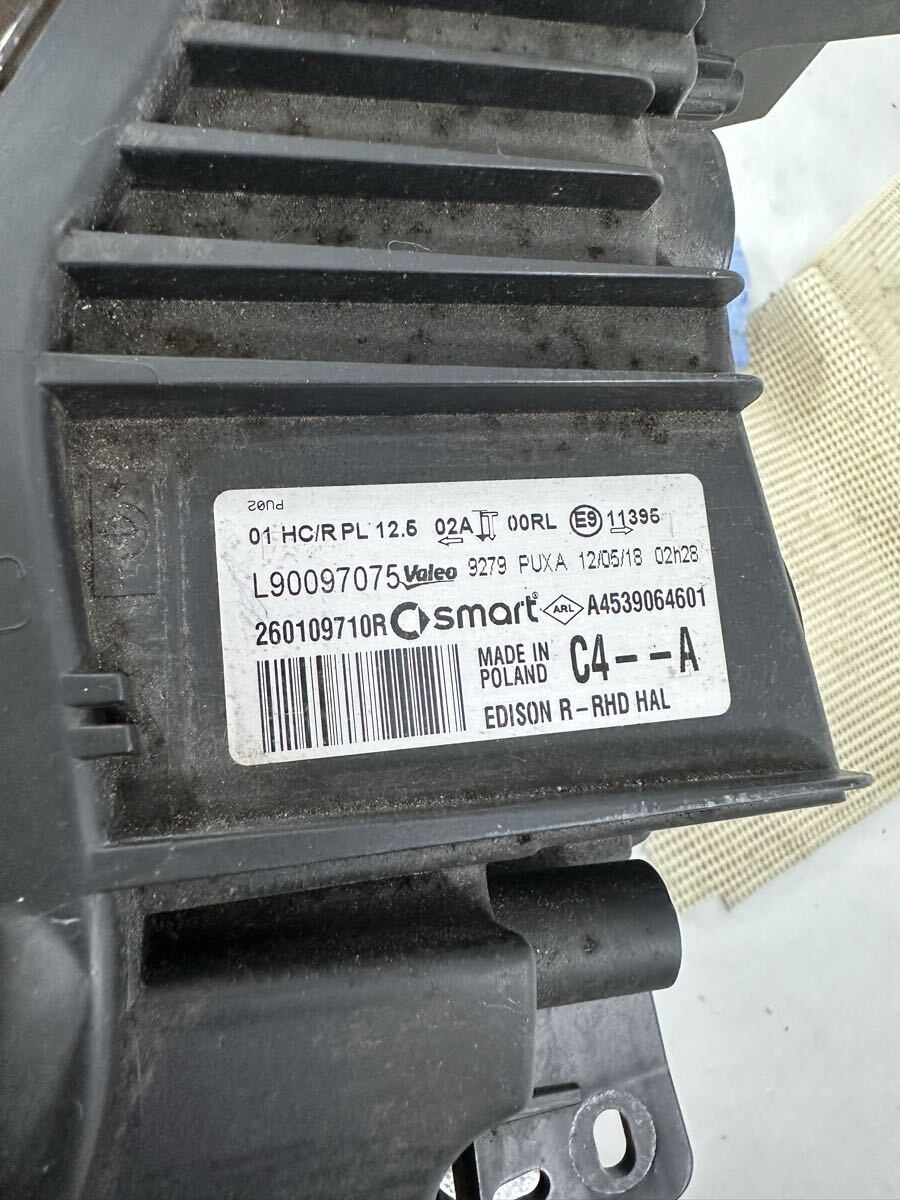 PU02
01 HC/R PL 12.5 02A 00RL E9 11395
L90097075 Valeo 9279 PUXA 12/05/18 02h28
260109710R smart ARL A4539064601
MADE IN POLAND C4--A
EDISON R-RHD HAL